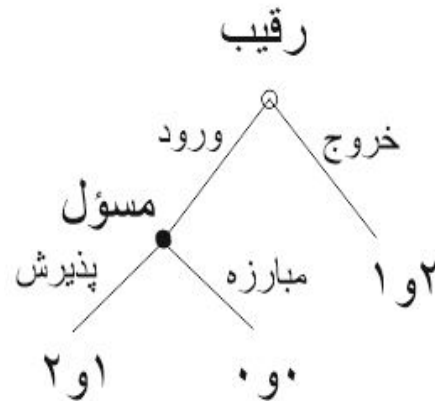 رقیب
خروج
ورود
مسؤل
۲و۱
مبارزه
پذیرش
۰و۰
۱و۲